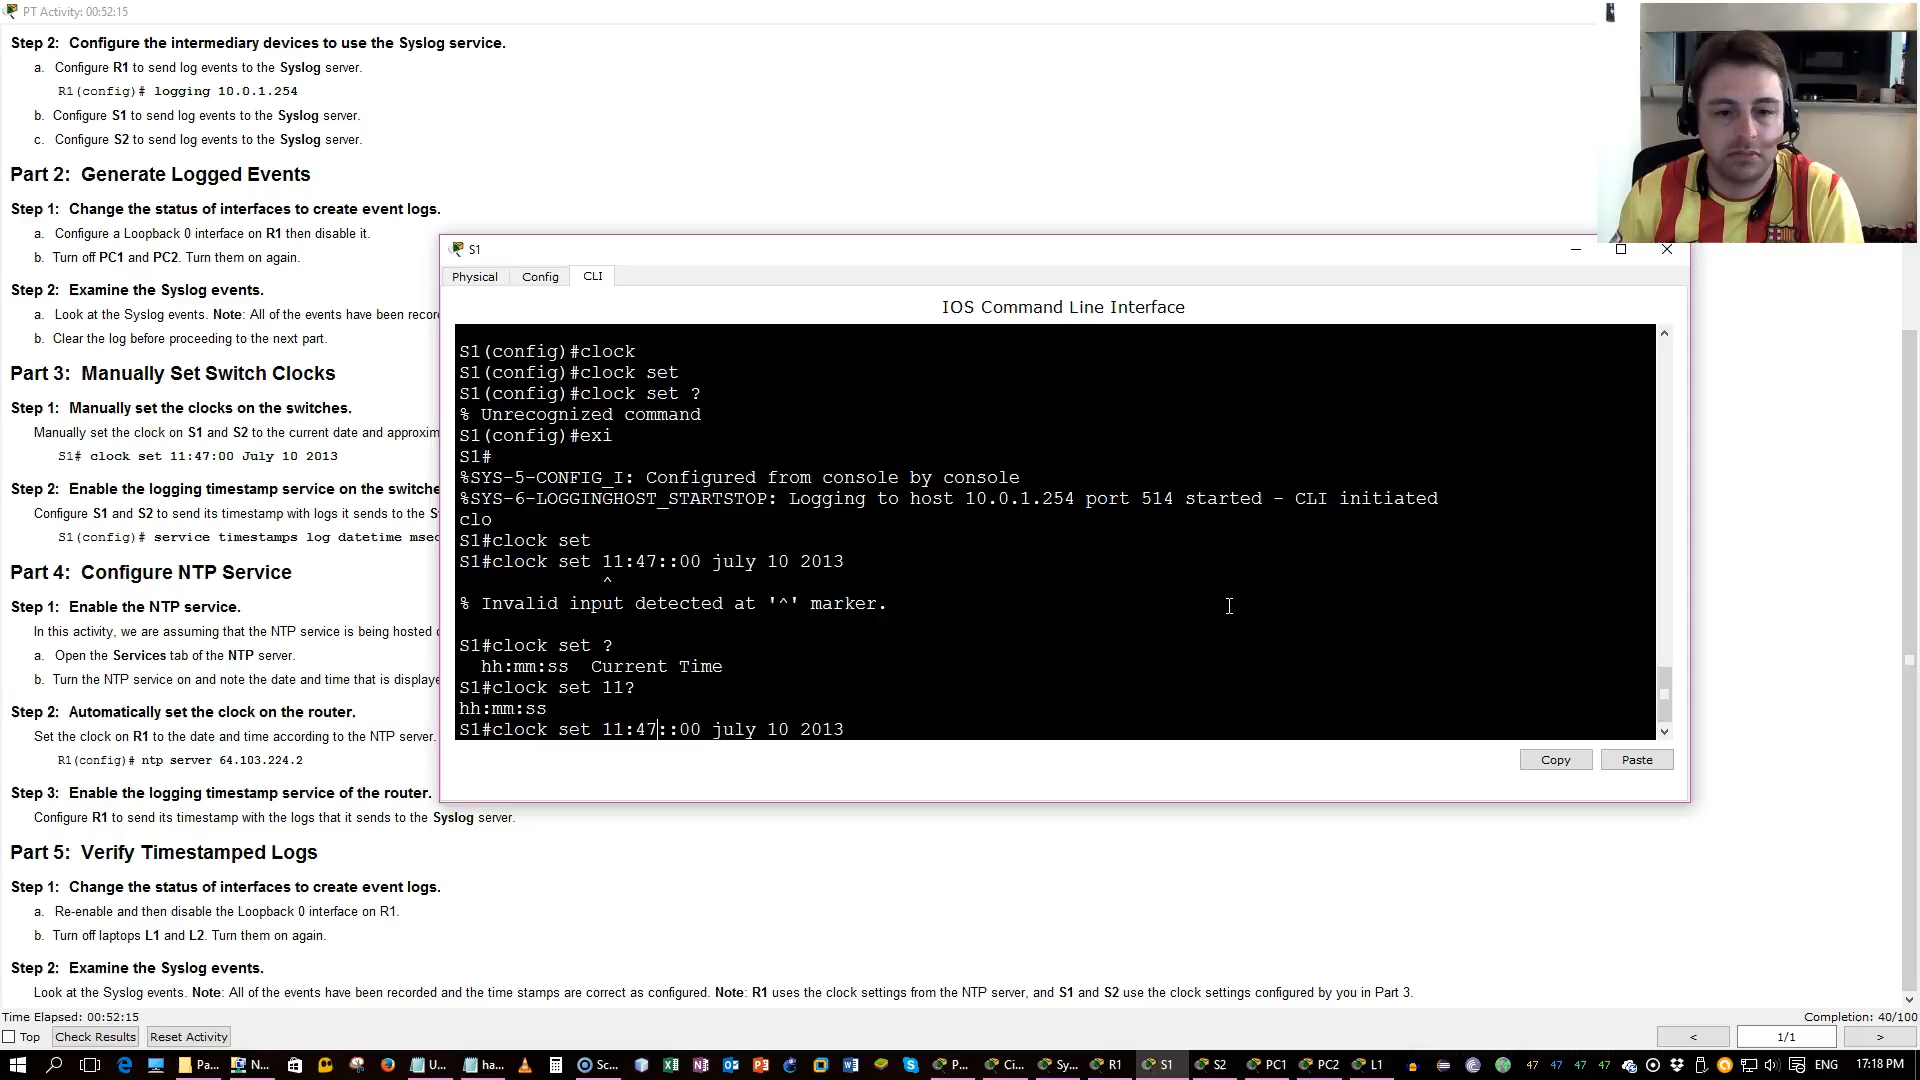 PT Activity: 00:52:15
Step 2: Configure the intermediary devices to use the Syslog service.
a. Configure R1 to send log events to the Syslog server.
R1(config)# logging 10.0.1.254
b. Configure S1 to send log events to the Syslog server.
c. Configure S2 to send log events to the Syslog server.
Part 2: Generate Logged Events
Step 1: Change the status of interfaces to create event logs.
a. Configure a Loopback 0 interface on R1 then disable it.
b. Turn off PC1 and PC2. Turn them on again.
Step 2: Examine the Syslog events.
a. Look at the Syslog events. Note: All of the events have been recor
b. Clear the log before proceeding to the next part.
Part 3: Manually Set Switch Clocks
Step 1: Manually set the clocks on the switches.
Manually set the clock on S1 and S2 to the current date and approxim
S1# clock set 11:47:00 July 10 2013
Step 2: Enable the logging timestamp service on the switche
Configure S1 and S2 to send its timestamp with logs it sends to the S
S1(config)# service timestamps log datetime msec
Part 4: Configure NTP Service
Step 1: Enable the NTP service.
In this activity, we are assuming that the NTP service is being hosted
a. Open the Services tab of the NTP server.
b. Turn the NTP service on and note the date and time that is displaye
Step 2: Automatically set the clock on the router.
Set the clock on R1 to the date and time according to the NTP server.
R1(config)# ntp server 64.103.224.2
Step 3: Enable the logging timestamp service of the router.
Configure R1 to send its timestamp with the logs that it sends to the Syslog server.
Part 5: Verify Timestamped Logs
Step 1: Change the status of interfaces to create event logs.
a. Re-enable and then disable the Loopback 0 interface on R1.
b. Turn off laptops L1 and L2. Turn them on again.
Step 2: Examine the Syslog events.
Look at the Syslog events. Note: All of the events have been recorded and the time stamps are correct as configured. Note: R1 uses the clock settings from the NTP server, and S1 and S2 use the clock settings configured by you in Part 3.
S1
Physical Config CLI
IOS Command Line Interface
S1(config)#clock
S1(config)#clock set
S1(config)#clock set ?
% Unrecognized command
S1(config)#exi
S1#
%SYS-5-CONFIG_I: Configured from console by console
%SYS-6-LOGGINGHOST_STARTSTOP: Logging to host 10.0.1.254 port 514 started - CLI initiated
clo
S1#clock set
S1#clock set 11:47::00 july 10 2013
^
% Invalid input detected at '^' marker.
S1#clock set ?
hh:mm:ss Current Time
S1#clock set 11?
hh:mm:ss
S1#clock set 11:47::00 july 10 2013
Copy Paste
Time Elapsed: 00:52:15 Completion: 40/100
Top Check Results Reset Activity < 1/1 >
Pa... N... U... ha... Sc... P... Ci... Sy... R1 S1 S2 PC1 PC2 L1 47 47 47 47 ENG 17:18 PM